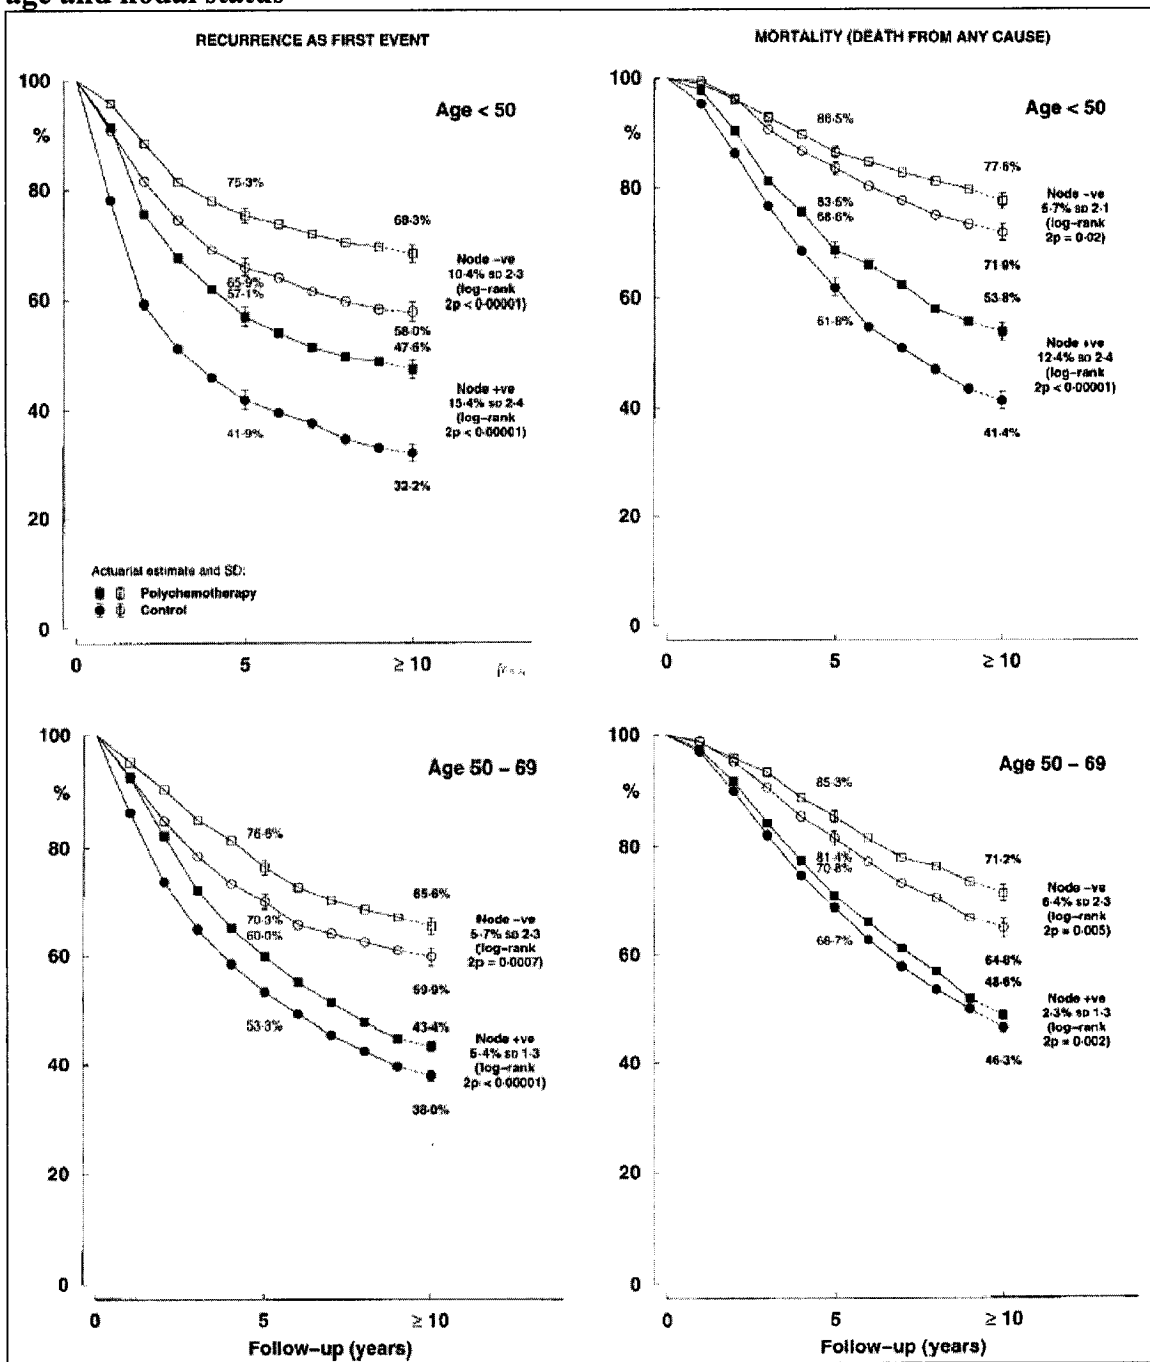 age and nodal status
RECURRENCE AS FIRST EVENT
100
%
80
60
40
20
0
Age < 50
75·3%
68·3%
Node –ve
10·4% SD 2·3
(log–rank
2p < 0·00001)
65·9%
57·1%
58·0%
47·6%
Node +ve
15·4% SD 2·4
(log–rank
2p < 0·00001)
41·9%
32·2%
Actuarial estimate and SD:
Polychemotherapy
Control
0
5
≥ 10
MORTALITY (DEATH FROM ANY CAUSE)
100
%
80
60
40
20
0
Age < 50
86·5%
77·6%
Node –ve
5·7% SD 2·1
(log–rank
2p = 0·02)
83·5%
68·6%
71·9%
53·8%
61·8%
Node +ve
12·4% SD 2·4
(log–rank
2p < 0·00001)
41·4%
0
5
≥ 10
100
%
80
60
40
20
0
Age 50 – 69
76·6%
65·6%
70·3%
60·0%
Node –ve
5·7% SD 2·3
(log–rank
2p = 0·0007)
59·9%
53·3%
43·4%
Node +ve
5·4% SD 1·3
(log–rank
2p < 0·00001)
38·0%
0
5
≥ 10
Follow–up (years)
100
%
80
60
40
20
0
Age 50 – 69
85·3%
81·4%
70·8%
71·2%
Node –ve
6·4% SD 2·3
(log–rank
2p = 0·005)
68·7%
64·8%
48·6%
Node +ve
2·3% SD 1·3
(log–rank
2p = 0·002)
46·3%
0
5
≥ 10
Follow–up (years)